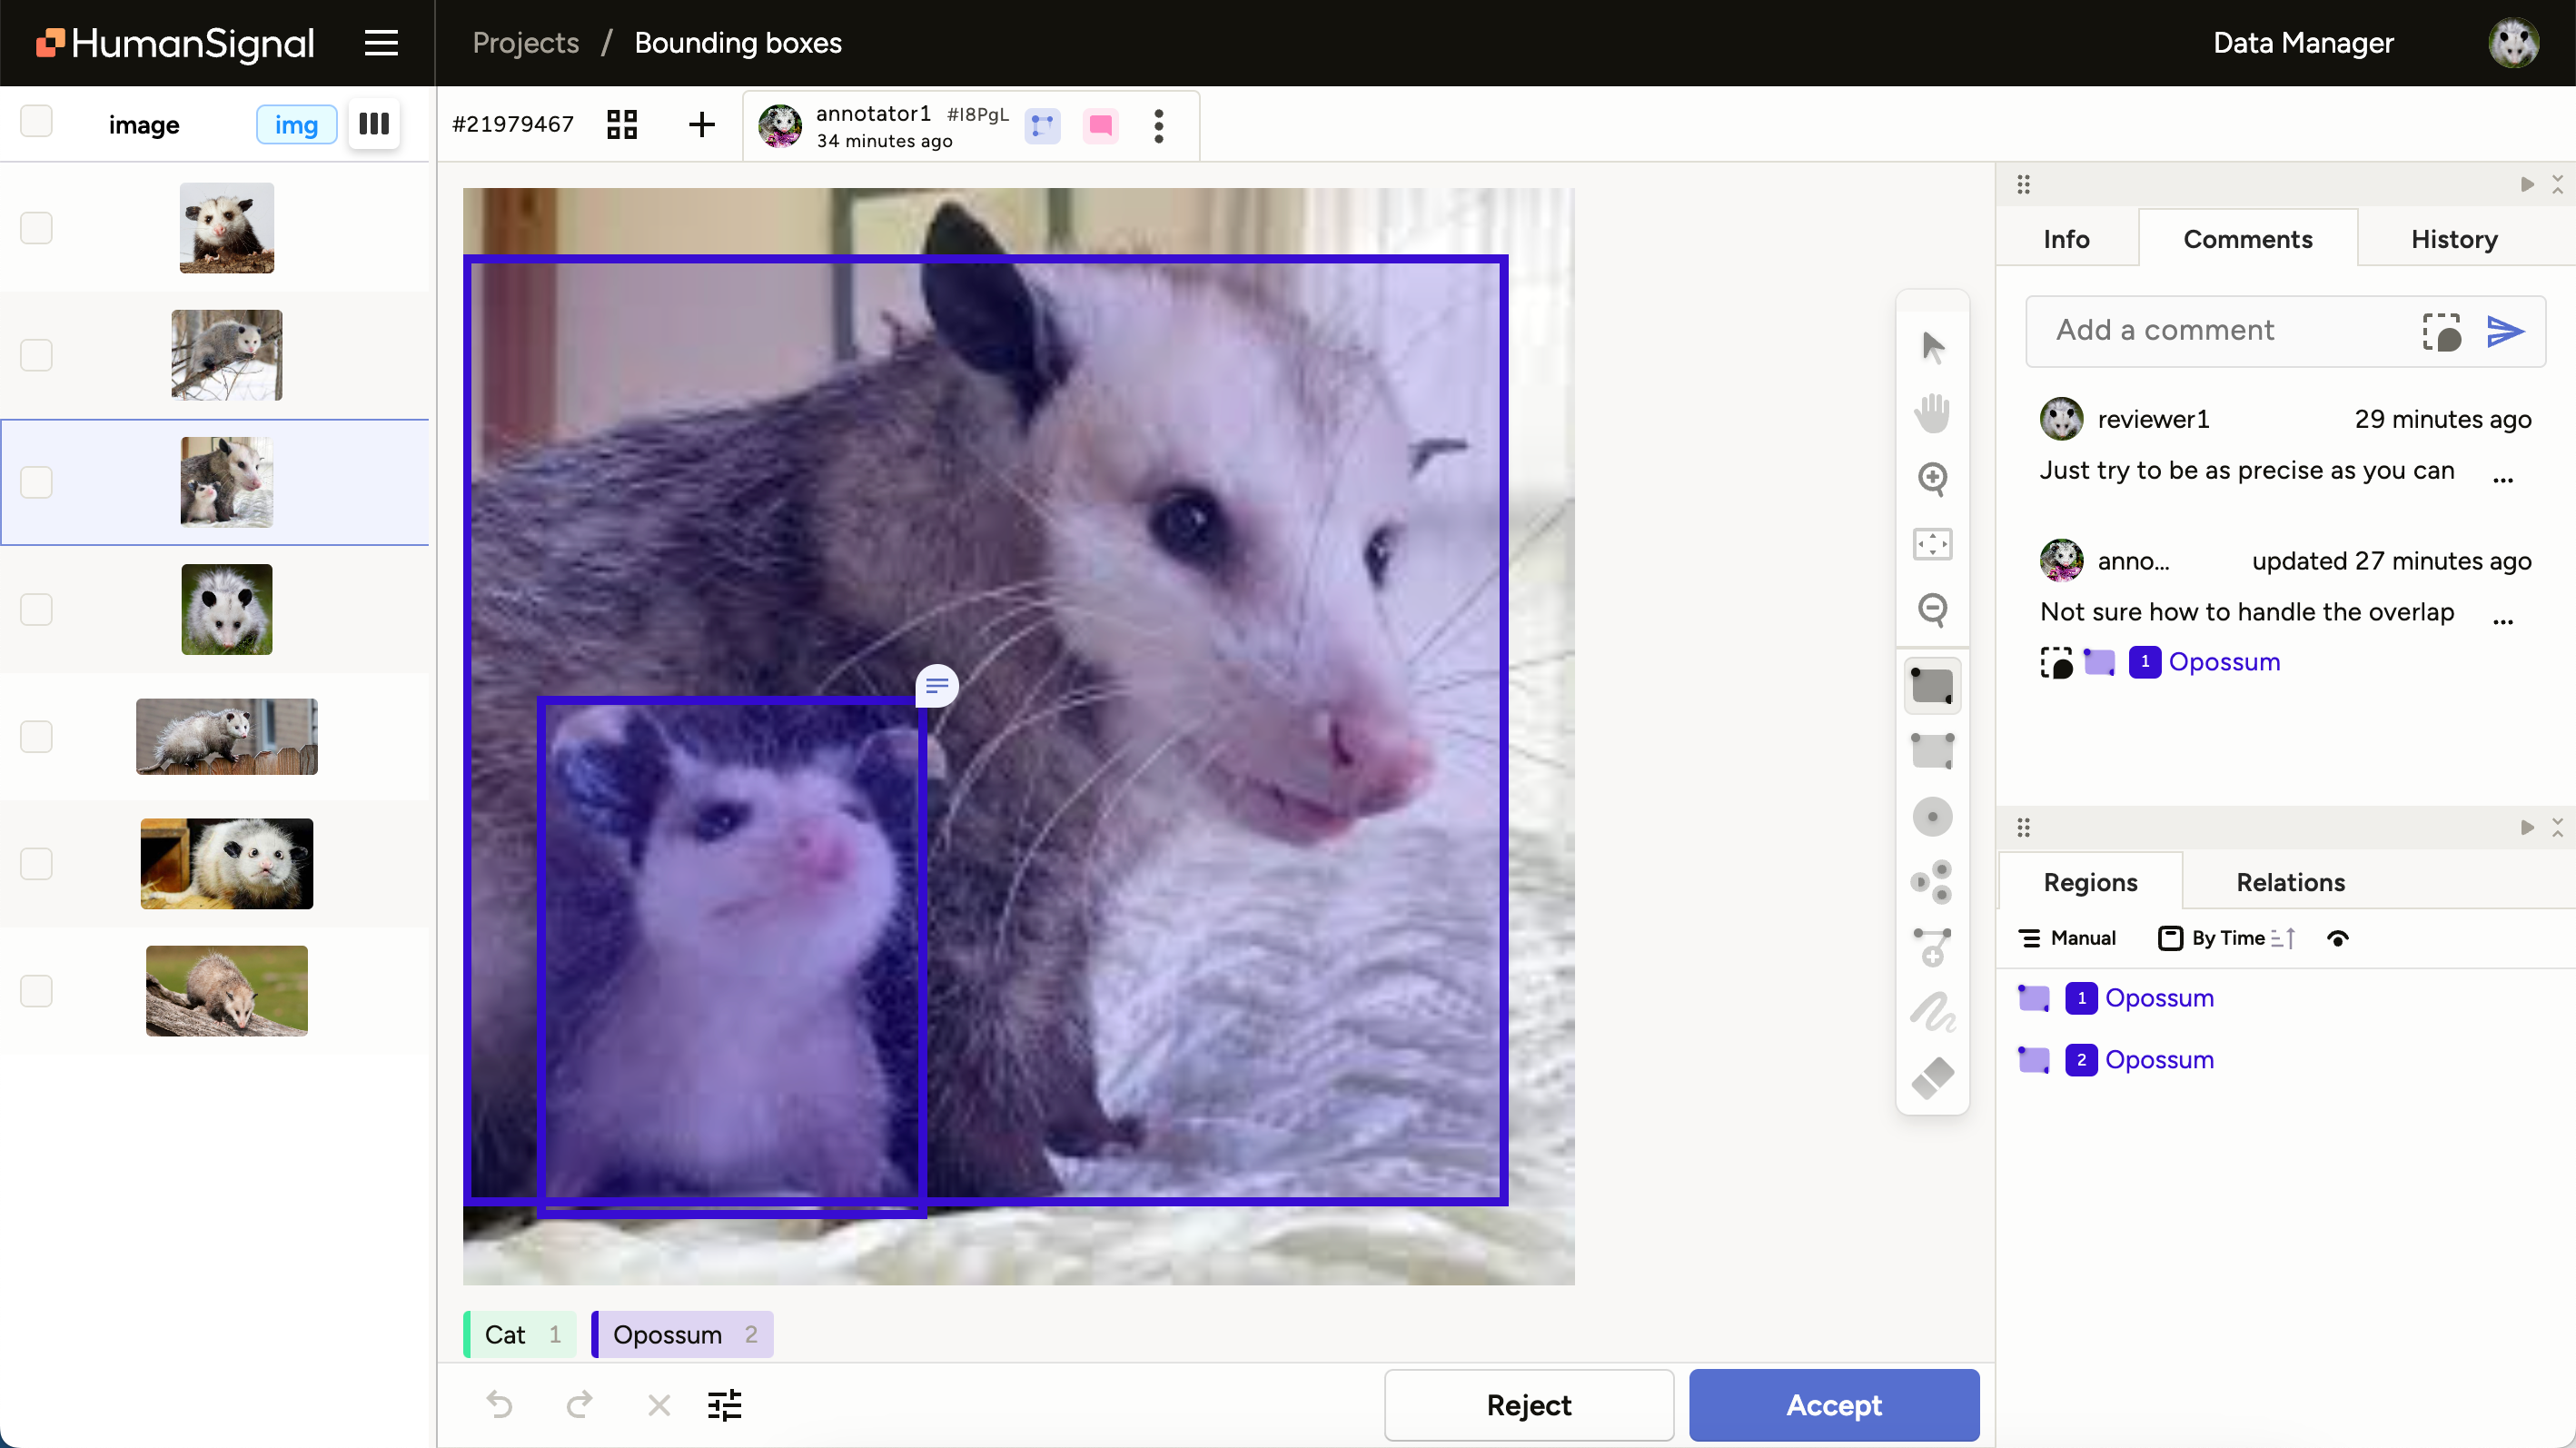 HumanSignal
Projects / Bounding boxes
Data Manager
image
img
#21979467
annotator1 #I8PgL
34 minutes ago
Info
Comments
History
Add a comment
reviewer1
29 minutes ago
Just try to be as precise as you can
...
anno...
updated 27 minutes ago
Not sure how to handle the overlap
...
1 Opossum
Regions
Relations
Manual
By Time
1 Opossum
2 Opossum
Cat 1
Opossum 2
Reject
Accept